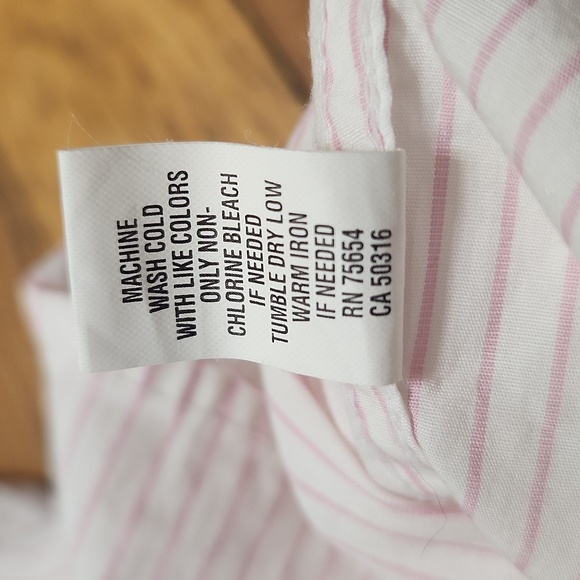 MACHINE
WASH COLD
WITH LIKE COLORS
ONLY NON-
CHLORINE BLEACH
IF NEEDED
TUMBLE DRY LOW
WARM IRON
IF NEEDED
RN 75654
CA 50316